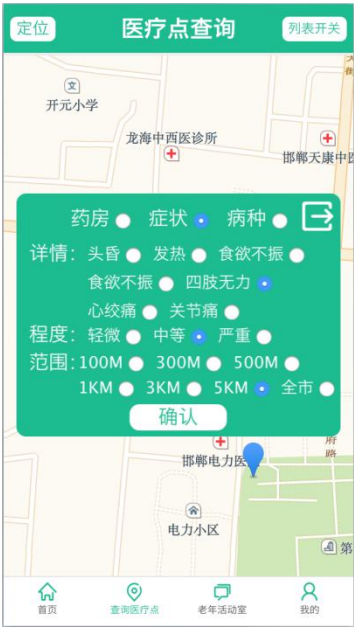 定位 医疗点查询 列表开关
文
开元小学
龙海中西医诊所
邯郸天康中医
药房 症状 病种
详情: 头昏 发热 食欲不振
食欲不振 四肢无力
心绞痛 关节痛
程度: 轻微 中等 严重
范围: 100M 300M 500M
1KM 3KM 5KM 全市
确认
府
路
邯郸电力医
电力小区
第
首页 查询医疗点 老年活动室 我的